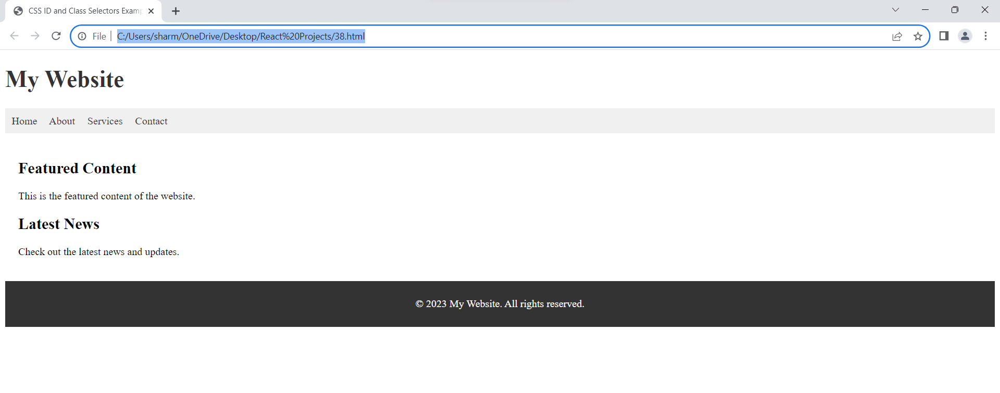 CSS ID and Class Selectors Examp
File C:/Users/sharm/OneDrive/Desktop/React%20Projects/38.html
My Website
Home About Services Contact
Featured Content
This is the featured content of the website.
Latest News
Check out the latest news and updates.
© 2023 My Website. All rights reserved.